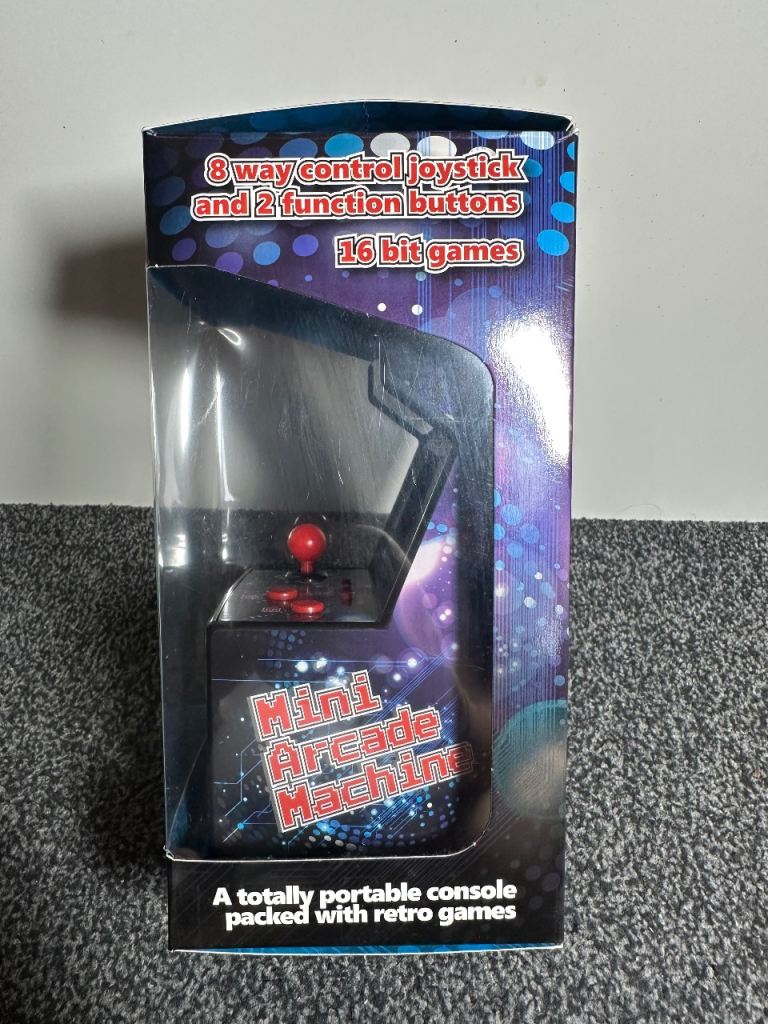 8 way control joystick
and 2 function buttons
16 bit games
Mini
Arcade
Machine
A totally portable console
packed with retro games